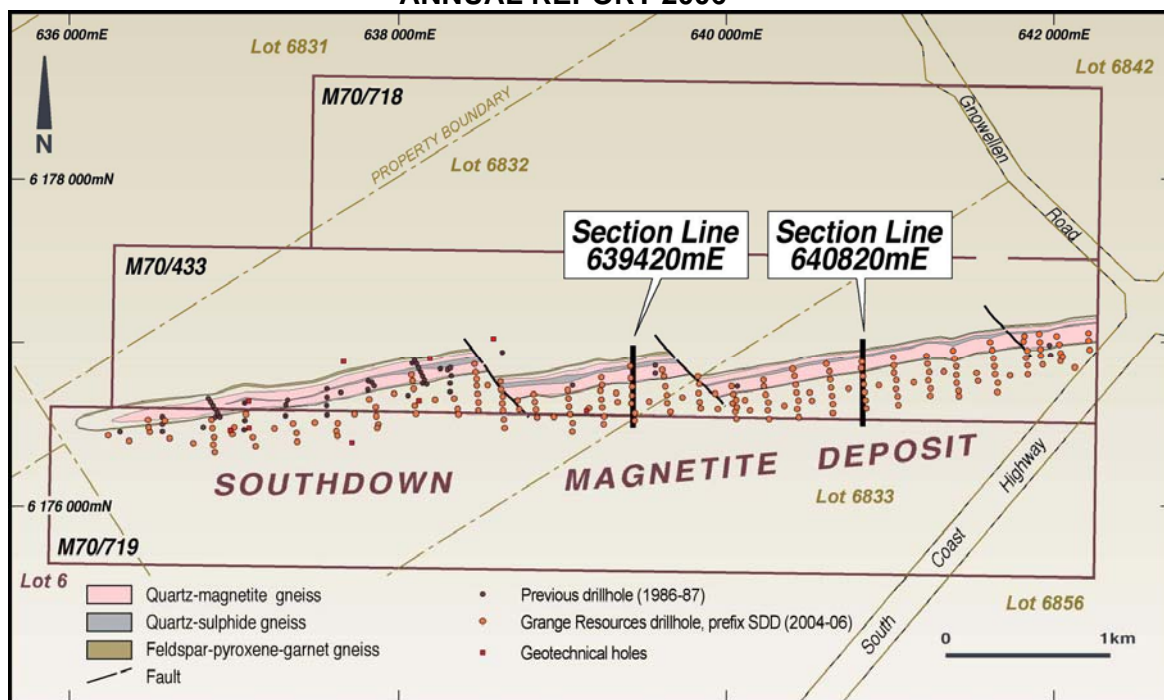 ANNUAL REPORT 2006
636 000mE
638 000mE
640 000mE
642 000mE
Lot 6831
Lot 6842
M70/718
Gnowellen
Road
N
PROPERTY BOUNDARY
Lot 6832
6 178 000mN
Section Line
639420mE
Section Line
640820mE
M70/433
SOUTHDOWN MAGNETITE DEPOSIT
Lot 6833
6 176 000mN
M70/719
Lot 6
South Coast Highway
Lot 6856
Quartz-magnetite gneiss
Quartz-sulphide gneiss
Feldspar-pyroxene-garnet gneiss
Fault
Previous drillhole (1986-87)
Grange Resources drillhole, prefix SDD (2004-06)
Geotechnical holes
0 1km